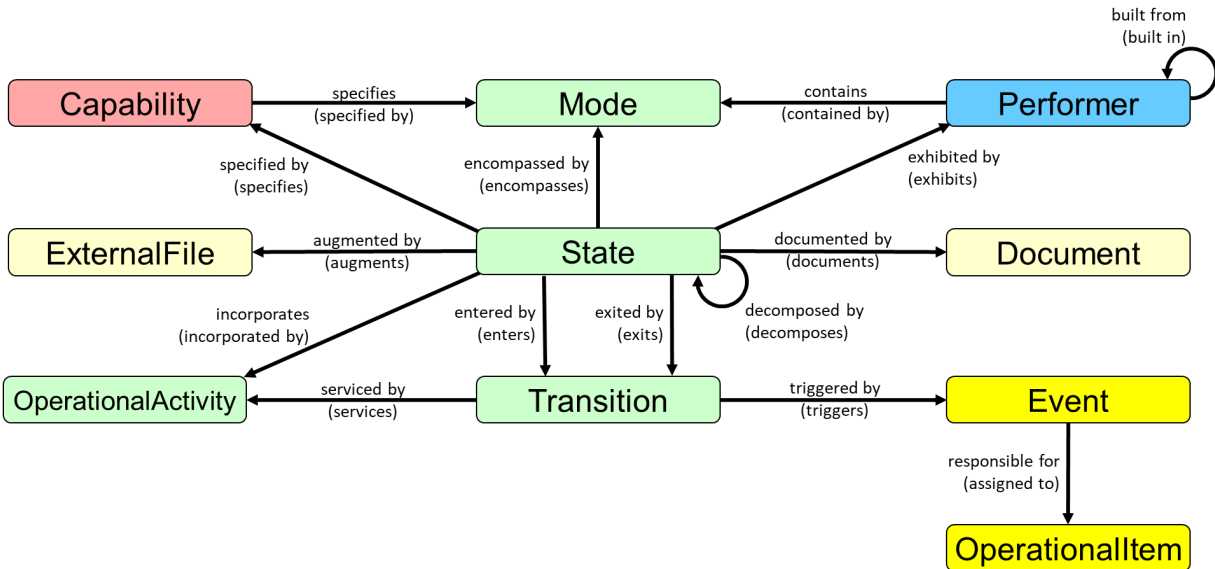 built from
(built in)
Capability
specifies
(specified by)
Mode
contains
(contained by)
Performer
specified by
(specifies)
encompassed by
(encompasses)
exhibited by
(exhibits)
ExternalFile
augmented by
(augments)
State
documented by
(documents)
Document
incorporates
(incorporated by)
entered by
(enters)
exited by
(exits)
decomposed by
(decomposes)
OperationalActivity
serviced by
(services)
Transition
triggered by
(triggers)
Event
responsible for
(assigned to)
OperationalItem